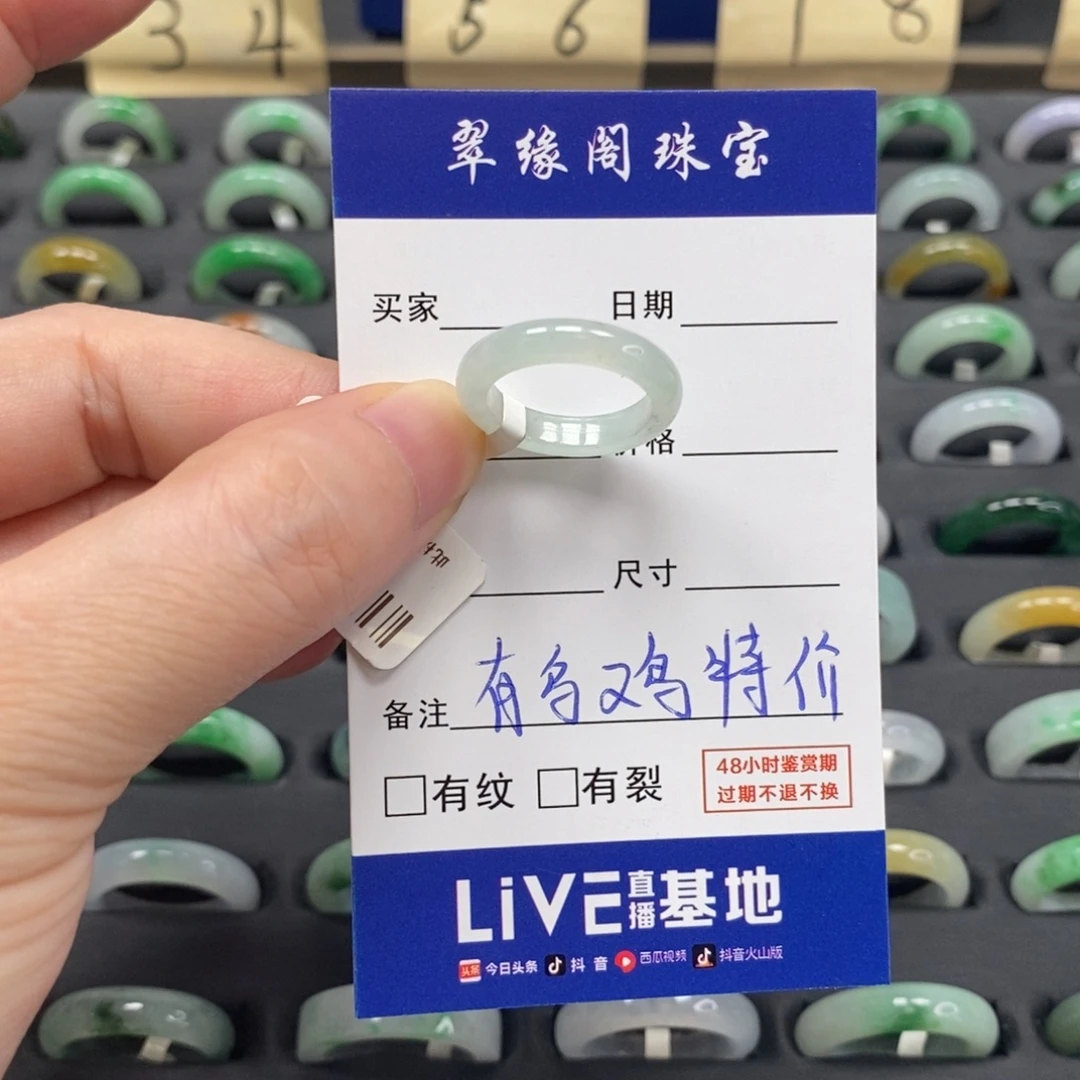 3 4
5 6
1 8
翠缘阁珠宝
买家 日期
价格
尺寸
备注 有乌鸡特价
有纹 有裂
48小时鉴赏期
过期不退不换
LiVE直播基地
头条 今日头条 抖音 西瓜视频 抖音火山版